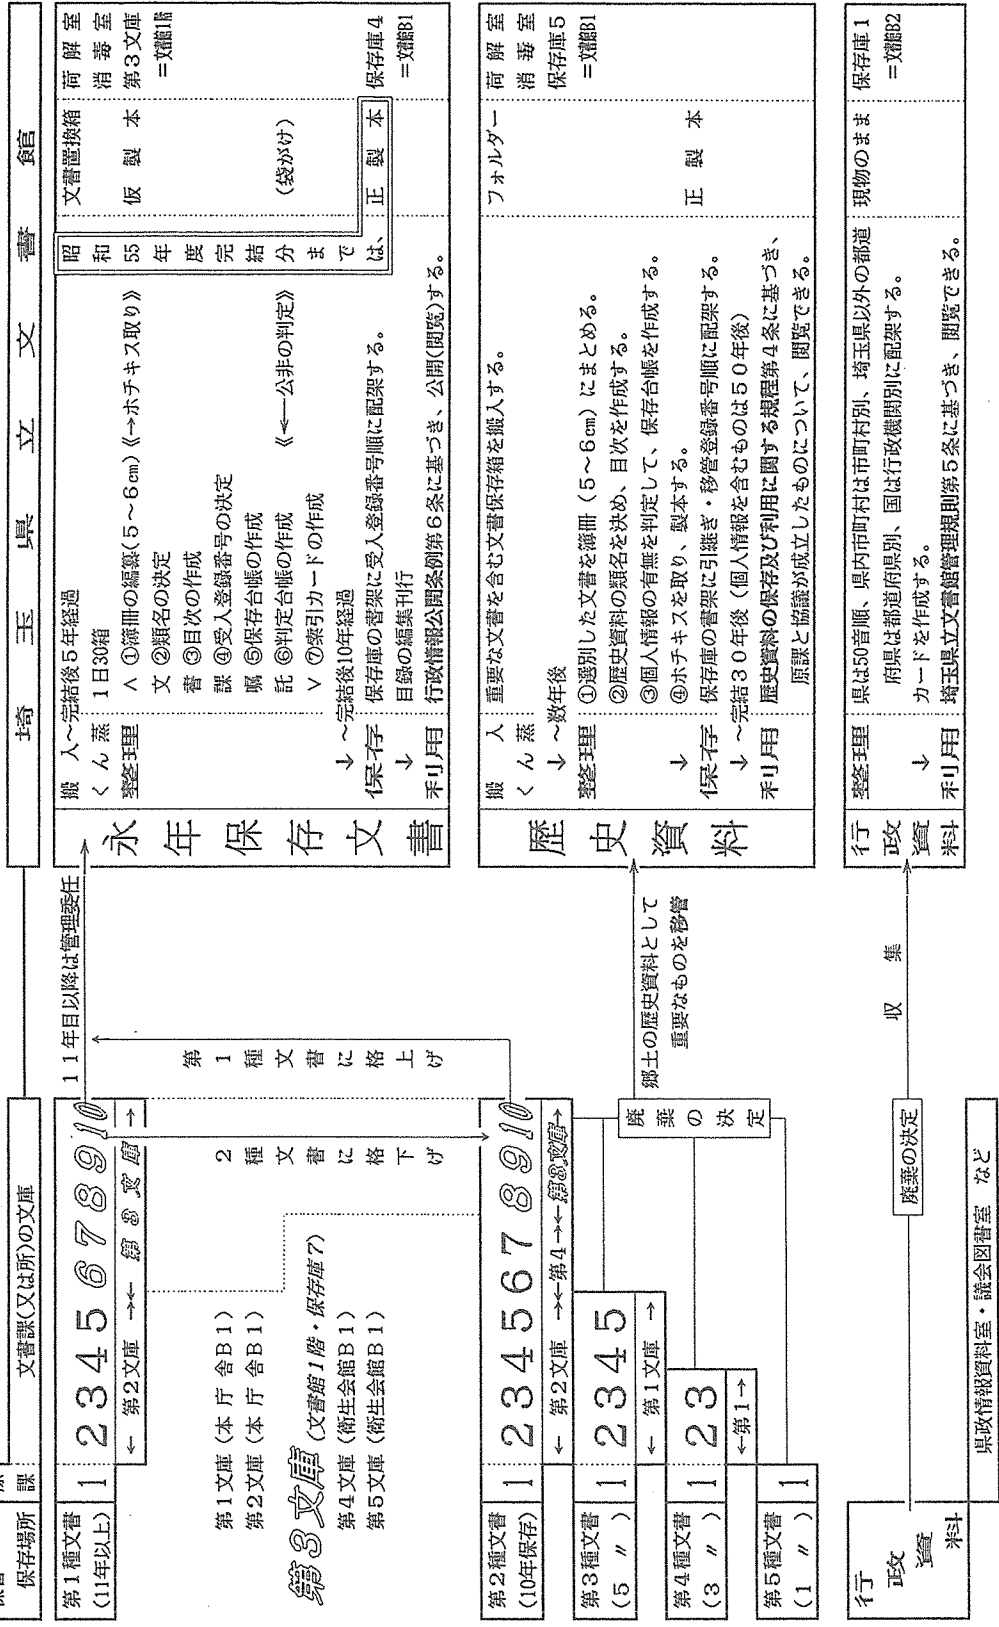 保存場所
課
文書課(又は所)の文庫
埼玉県立文書館
第1種文書
(11年以上)
1
2 3 4 5 6 7 8 9 10
← 第2文庫 →← 第3文庫 →
11年目以降は管理委任
第1種文書に格上げ
2種文書に格下げ
第1文庫(本庁舎B1)
第2文庫(本庁舎B1)
第3文庫(文書館1階・保存庫7)
第4文庫(衛生会館B1)
第5文庫(衛生会館B1)
第2種文書
(10年保存)
1
2 3 4 5 6 7 8 9 10
← 第2文庫 →←第4→←第3文庫→
第3種文書
(5 〃 )
1
2 3 4 5
← 第1文庫 →
第4種文書
(3 〃 )
1
2 3
←第1→
第5種文書
(1 〃 )
1
廃棄の決定
郷土の歴史資料として
重要なものを移管
行政資料
廃棄の決定
収集
県政情報資料室・議会図書室 など
永年保存文書
搬 入~完結後5年経過
くん蒸 1日30箱
整理 ∧ ①簿冊の編纂(5~6㎝)《→ホチキス取り》
文 ②類名の決定
書 ③目次の作成
課 ④受入登録番号の決定
嘱 ⑤保存台帳の作成
託 ⑥判定台帳の作成 《←公非の判定》
∨ ⑦索引カードの作成
↓ ~完結後10年経過
保存 保存庫の書架に受入登録番号順に配架する。
↓ 目録の編集刊行
利用 行政情報公開条例第6条に基づき、公開(閲覧)する。
昭和55年度完結分までは、正製本
文書置換箱
仮製本
(袋がけ)
荷解室
消毒室
第3文庫
=文書館1階
保存庫4
=文書館B1
歴史資料
搬 入 重要な文書を含む文書保存箱を搬入する。
くん蒸
↓ ~数年後
整理 ①選別した文書を簿冊(5~6㎝)にまとめる。
②歴史資料の類名を決め、目次を作成する。
③個人情報の有無を判定して、保存台帳を作成する。
↓ ④ホチキスを取り、製本する。
保存 保存庫の書架に引継ぎ・移管登録番号順に配架する。
↓ ~完結30年後(個人情報を含むものは50年後)
利用 歴史資料の保存及び利用に関する規程第4条に基づき、
原課と協議が成立したものについて、閲覧できる。
フォルダー
正製本
荷解室
消毒室
保存庫5
=文書館B1
行政資料
整理 県は50音順、県内市町村は市町村別、埼玉県以外の都道
府県は都道府県別、国は行政機関別に配架する。
↓ カードを作成する。
利用 埼玉県立文書館管理規則第5条に基づき、閲覧できる。
現物のまま
保存庫1
=文書館B2